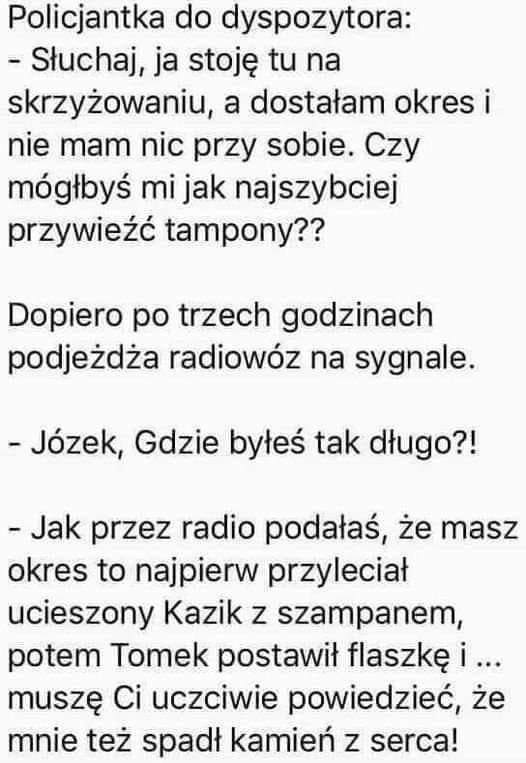 Policjantka do dyspozytora:
- Słuchaj, ja stoję tu na
skrzyżowaniu, a dostałam okres i
nie mam nic przy sobie. Czy
mógłbyś mi jak najszybciej
przywieźć tampony??
Dopiero po trzech godzinach
podjeżdża radiowóz na sygnale.
- Józek, Gdzie byłeś tak długo?!
- Jak przez radio podałaś, że masz
okres to najpierw przyleciał
ucieszony Kazik z szampanem,
potem Tomek postawił flaszkę i ...
muszę Ci uczciwie powiedzieć, że
mnie też spadł kamień z serca!